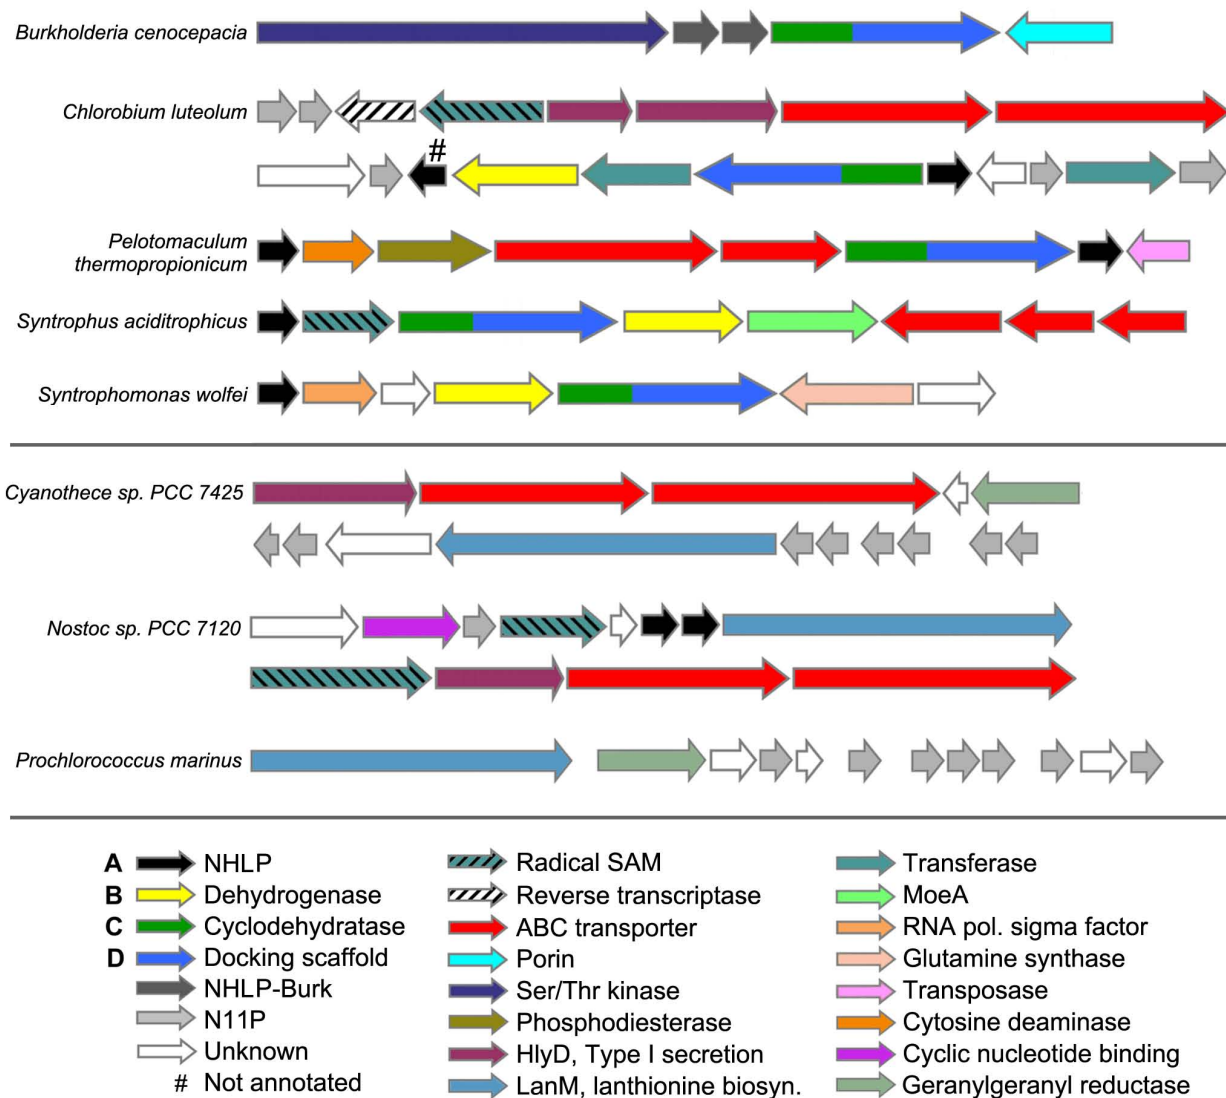 Burkholderia cenocepacia
Chlorobium luteolum
#
Pelotomaculum
thermopropionicum
Syntrophus aciditrophicus
Syntrophomonas wolfei
Cyanothece sp. PCC 7425
Nostoc sp. PCC 7120
Prochlorococcus marinus
A NHLP
B Dehydrogenase
C Cyclodehydratase
D Docking scaffold
NHLP-Burk
N11P
Unknown
# Not annotated
Radical SAM
Reverse transcriptase
ABC transporter
Porin
Ser/Thr kinase
Phosphodiesterase
HlyD, Type I secretion
LanM, lanthionine biosyn.
Transferase
MoeA
RNA pol. sigma factor
Glutamine synthase
Transposase
Cytosine deaminase
Cyclic nucleotide binding
Geranylgeranyl reductase